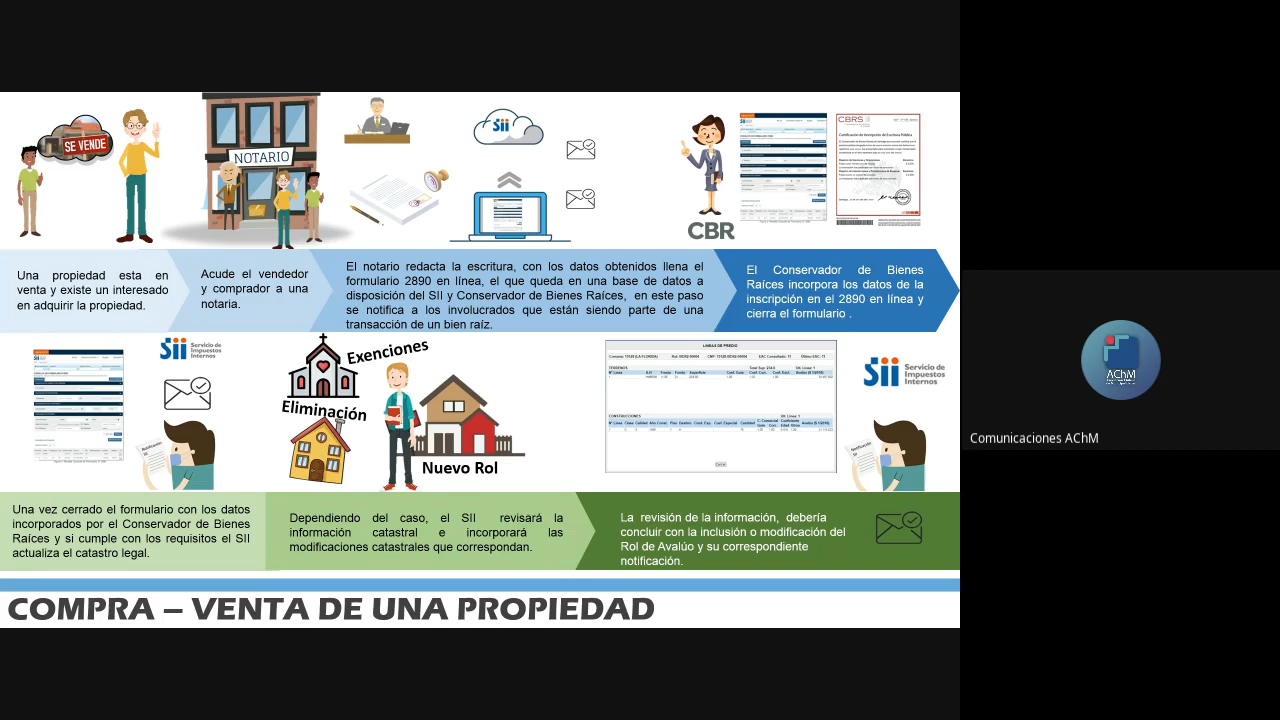 SE VENDE
NOTARIO
Sii
CBR
CBRS
Una propiedad esta en
venta y existe un interesado
en adquirir la propiedad.
Acude el vendedor
y comprador a una
notaria.
El notario redacta la escritura, con los datos obtenidos llena el
formulario 2890 en línea, el que queda en una base de datos a
disposición del SII y Conservador de Bienes Raíces, en este paso
se notifica a los involucrados que están siendo parte de una
transacción de un bien raíz.
El Conservador de Bienes
Raíces incorpora los datos de la
inscripción en el 2890 en línea y
cierra el formulario .
Sii Servicio de
Impuestos
Internos
Exenciones
Eliminación
Nuevo Rol
LINEAS DE PREDIO
TERRENOS
CONSTRUCCIONES
Sii Servicio de
Impuestos
Internos
Una vez cerrado el formulario con los datos
incorporados por el Conservador de Bienes
Raíces y si cumple con los requisitos el SII
actualiza el catastro legal.
Dependiendo del caso, el SII revisará la
información catastral e incorporará las
modificaciones catastrales que correspondan.
La revisión de la información, debería
concluir con la inclusión o modificación del
Rol de Avalúo y su correspondiente
notificación.
COMPRA – VENTA DE UNA PROPIEDAD
AChM
Comunicaciones AChM